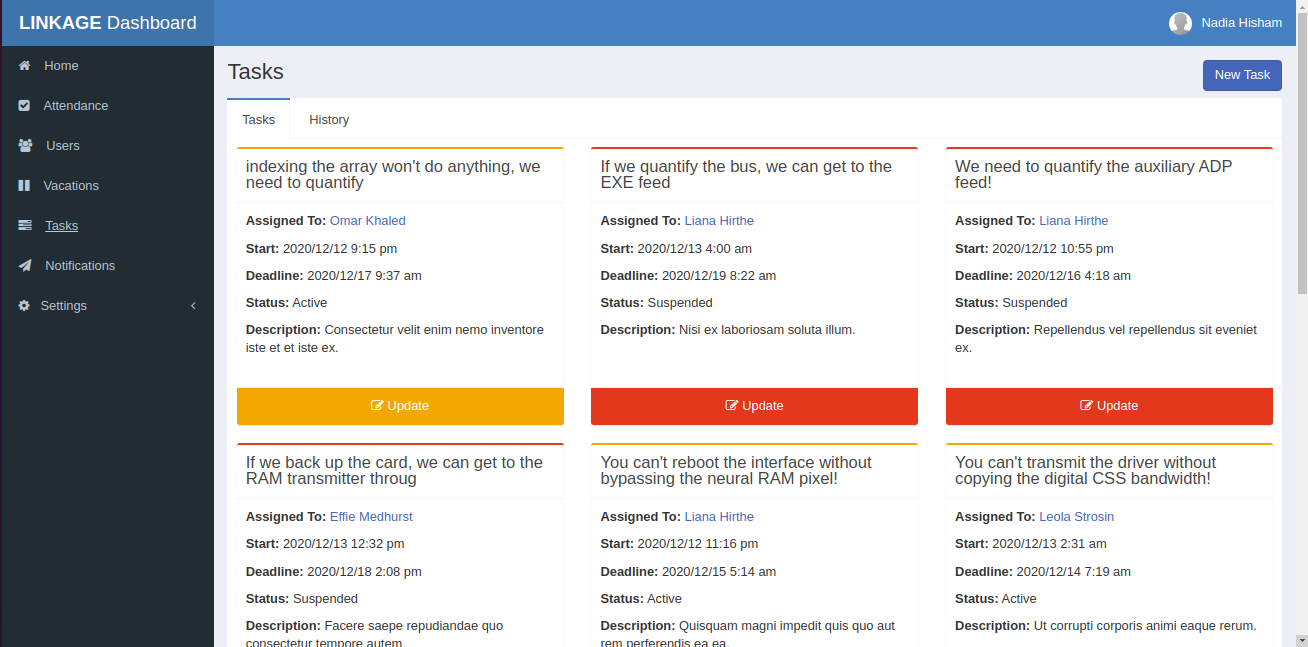 LINKAGE Dashboard
Nadia Hisham
Home
Attendance
Users
Vacations
Tasks
Notifications
Settings
Tasks
New Task
Tasks
History
indexing the array won't do anything, we
need to quantify
Assigned To: Omar Khaled
Start: 2020/12/12 9:15 pm
Deadline: 2020/12/17 9:37 am
Status: Active
Description: Consectetur velit enim nemo inventore
iste et et iste ex.
Update
If we quantify the bus, we can get to the
EXE feed
Assigned To: Liana Hirthe
Start: 2020/12/13 4:00 am
Deadline: 2020/12/19 8:22 am
Status: Suspended
Description: Nisi ex laboriosam soluta illum.
Update
We need to quantify the auxiliary ADP
feed!
Assigned To: Liana Hirthe
Start: 2020/12/12 10:55 pm
Deadline: 2020/12/16 4:18 am
Status: Suspended
Description: Repellendus vel repellendus sit eveniet
ex.
Update
If we back up the card, we can get to the
RAM transmitter throug
Assigned To: Effie Medhurst
Start: 2020/12/13 12:32 pm
Deadline: 2020/12/18 2:08 pm
Status: Suspended
Description: Facere saepe repudiandae quo
consectetur tempore autem.
You can't reboot the interface without
bypassing the neural RAM pixel!
Assigned To: Liana Hirthe
Start: 2020/12/12 11:16 pm
Deadline: 2020/12/15 5:14 am
Status: Active
Description: Quisquam magni impedit quis quo aut
rem perferendis ea ea.
You can't transmit the driver without
copying the digital CSS bandwidth!
Assigned To: Leola Strosin
Start: 2020/12/13 2:31 am
Deadline: 2020/12/14 7:19 am
Status: Active
Description: Ut corrupti corporis animi eaque rerum.